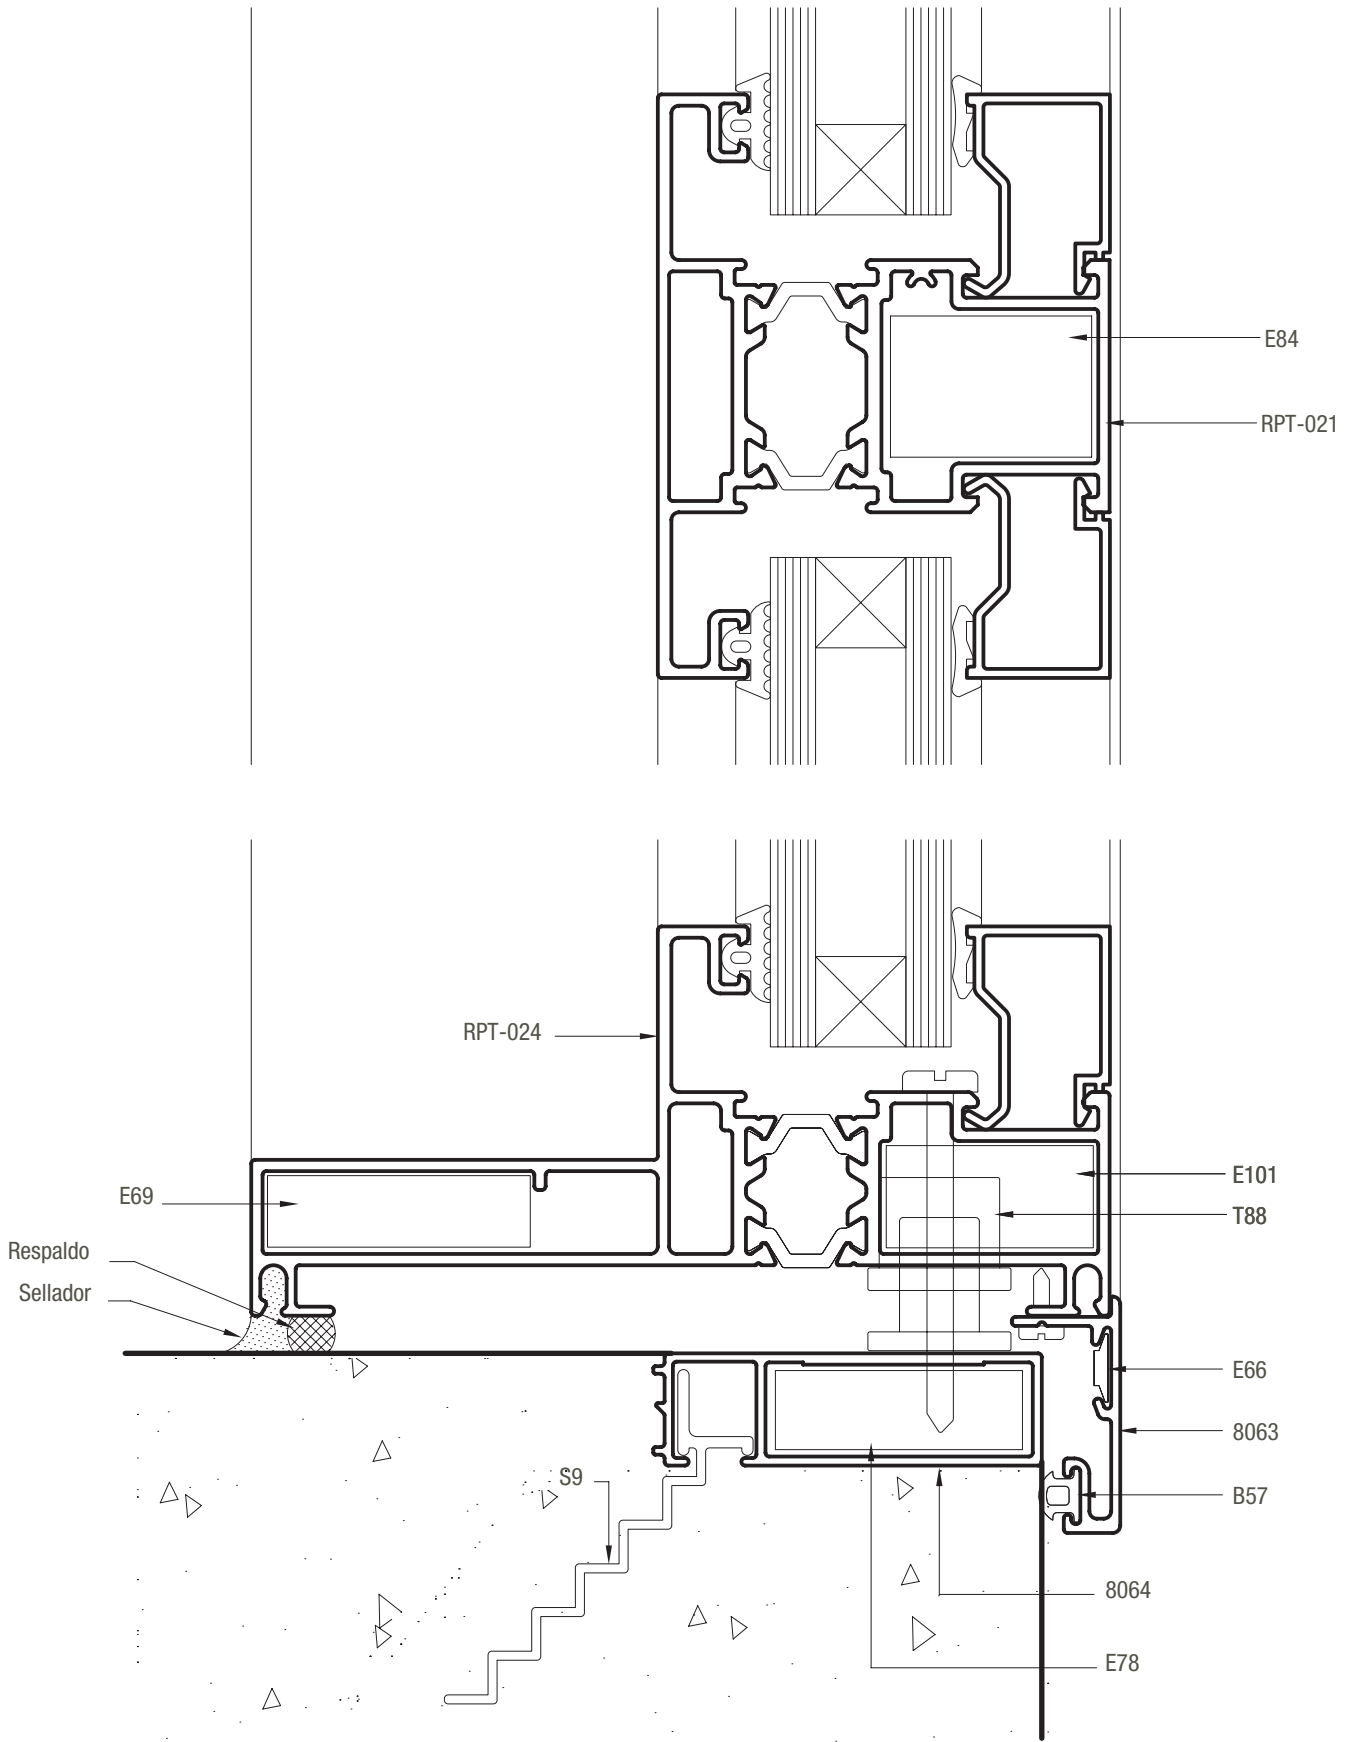 E84
RPT-021
RPT-024
E69
E101
T88
Respaldo
Sellador
E66
8063
S9
B57
8064
E78